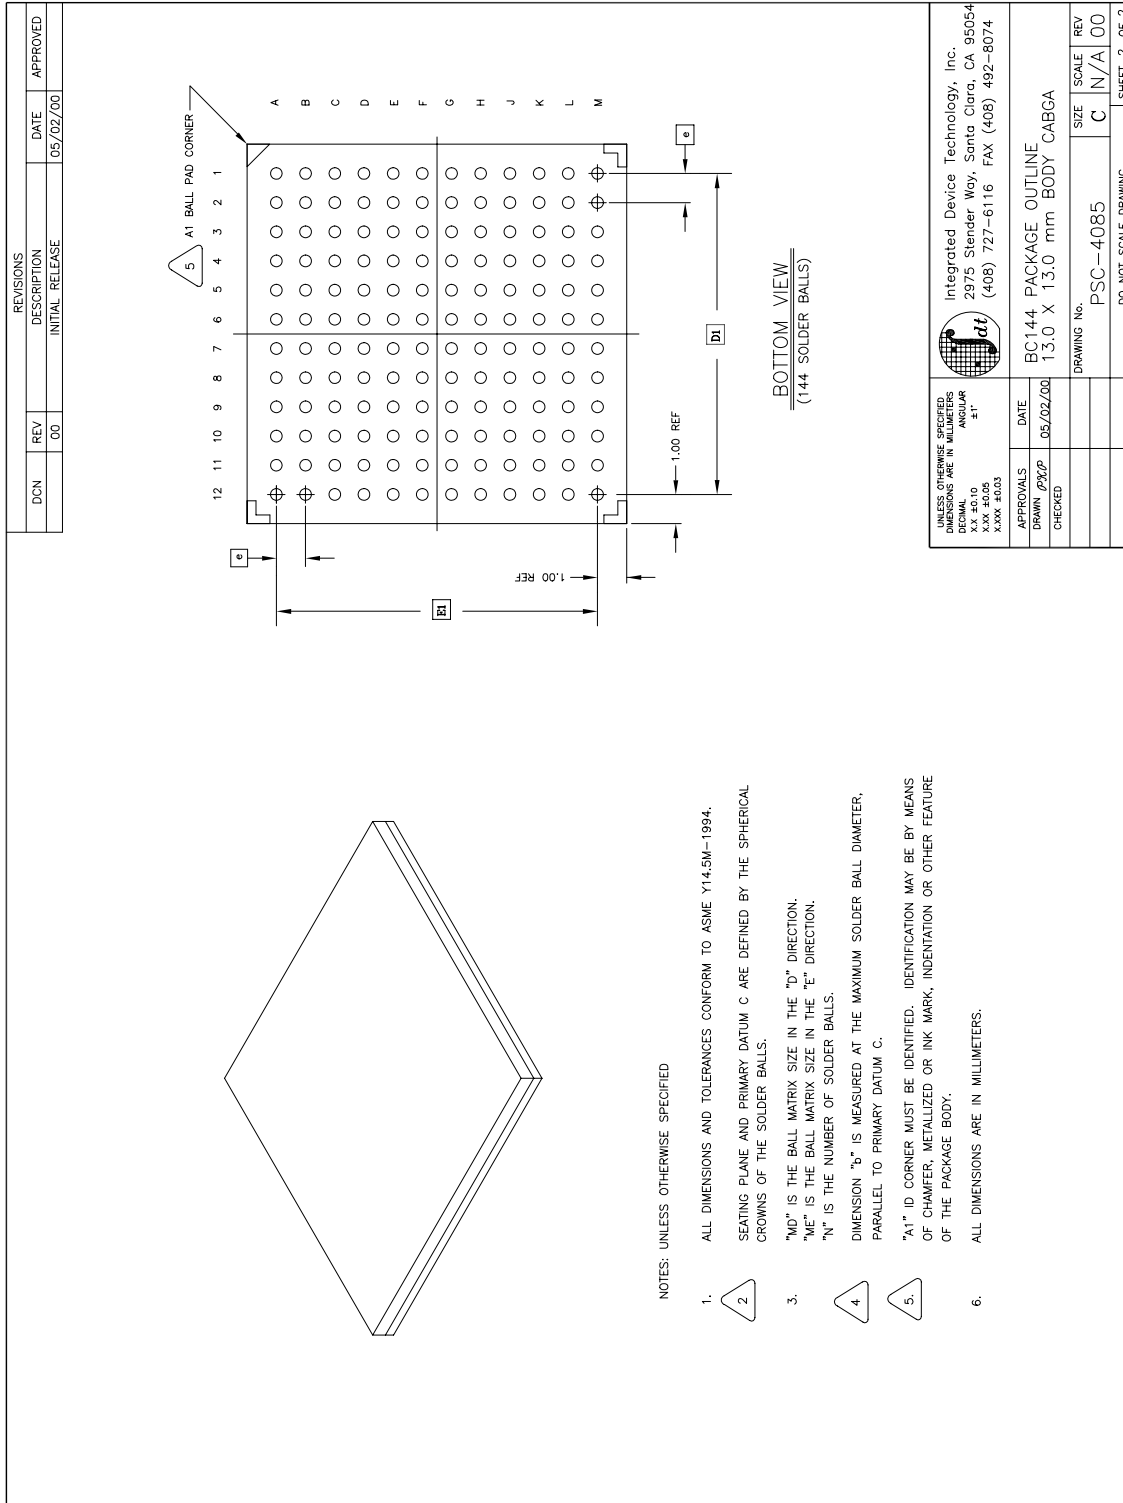 REVISIONS
DCN REV DESCRIPTION DATE APPROVED
00 INITIAL RELEASE 05/02/00
5 A1 BALL PAD CORNER
12 11 10 9 8 7 6 5 4 3 2 1
A
B
C
D
E
F
G
H
J
K
L
M
e
E1
1.00 REF
1.00 REF
D1
e
BOTTOM VIEW
(144 SOLDER BALLS)
NOTES: UNLESS OTHERWISE SPECIFIED
1. ALL DIMENSIONS AND TOLERANCES CONFORM TO ASME Y14.5M-1994.
2 SEATING PLANE AND PRIMARY DATUM C ARE DEFINED BY THE SPHERICAL
CROWNS OF THE SOLDER BALLS.
3. "MD" IS THE BALL MATRIX SIZE IN THE "D" DIRECTION.
"ME" IS THE BALL MATRIX SIZE IN THE "E" DIRECTION.
"N" IS THE NUMBER OF SOLDER BALLS.
4 DIMENSION "b" IS MEASURED AT THE MAXIMUM SOLDER BALL DIAMETER,
PARALLEL TO PRIMARY DATUM C.
5. "A1" ID CORNER MUST BE IDENTIFIED. IDENTIFICATION MAY BE BY MEANS
OF CHAMFER, METALLIZED OR INK MARK, INDENTATION OR OTHER FEATURE
OF THE PACKAGE BODY.
6. ALL DIMENSIONS ARE IN MILLIMETERS.
UNLESS OTHERWISE SPECIFIED
DIMENSIONS ARE IN MILLIMETERS
DECIMAL ANGULAR
X.X ±0.10 ±1°
X.XX ±0.05
X.XXX ±0.03
APPROVALS DATE
DRAWN 05/02/00
CHECKED
idt
Integrated Device Technology, Inc.
2975 Stender Way, Santa Clara, CA 95054
(408) 727-6116 FAX (408) 492-8074
BC144 PACKAGE OUTLINE
13.0 X 13.0 mm BODY CABGA
DRAWING No. SIZE SCALE REV
PSC-4085 C N/A 00
DO NOT SCALE DRAWING SHEET 2 OF 2